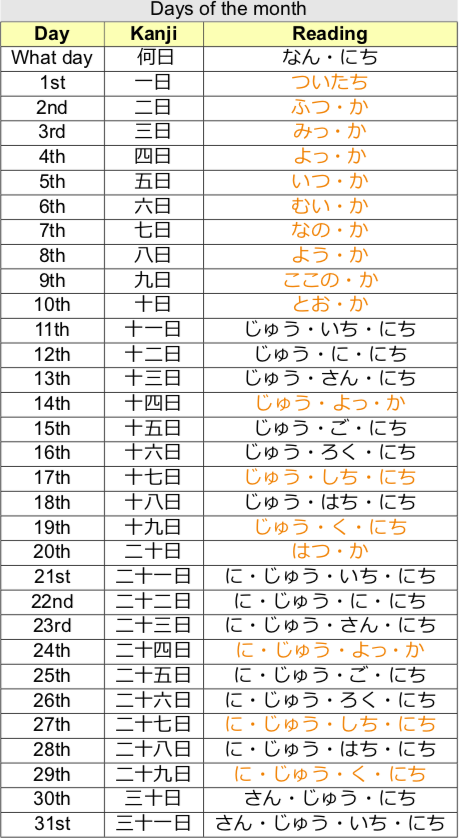 Days of the month
Day Kanji Reading
What day 何日 なん・にち
1st 一日 ついたち
2nd 二日 ふつ・か
3rd 三日 みっ・か
4th 四日 よっ・か
5th 五日 いつ・か
6th 六日 むい・か
7th 七日 なの・か
8th 八日 よう・か
9th 九日 ここの・か
10th 十日 とお・か
11th 十一日 じゅう・いち・にち
12th 十二日 じゅう・に・にち
13th 十三日 じゅう・さん・にち
14th 十四日 じゅう・よっ・か
15th 十五日 じゅう・ご・にち
16th 十六日 じゅう・ろく・にち
17th 十七日 じゅう・しち・にち
18th 十八日 じゅう・はち・にち
19th 十九日 じゅう・く・にち
20th 二十日 はつ・か
21st 二十一日 に・じゅう・いち・にち
22nd 二十二日 に・じゅう・に・にち
23rd 二十三日 に・じゅう・さん・にち
24th 二十四日 に・じゅう・よっ・か
25th 二十五日 に・じゅう・ご・にち
26th 二十六日 に・じゅう・ろく・にち
27th 二十七日 に・じゅう・しち・にち
28th 二十八日 に・じゅう・はち・にち
29th 二十九日 に・じゅう・く・にち
30th 三十日 さん・じゅう・にち
31st 三十一日 さん・じゅう・いち・にち